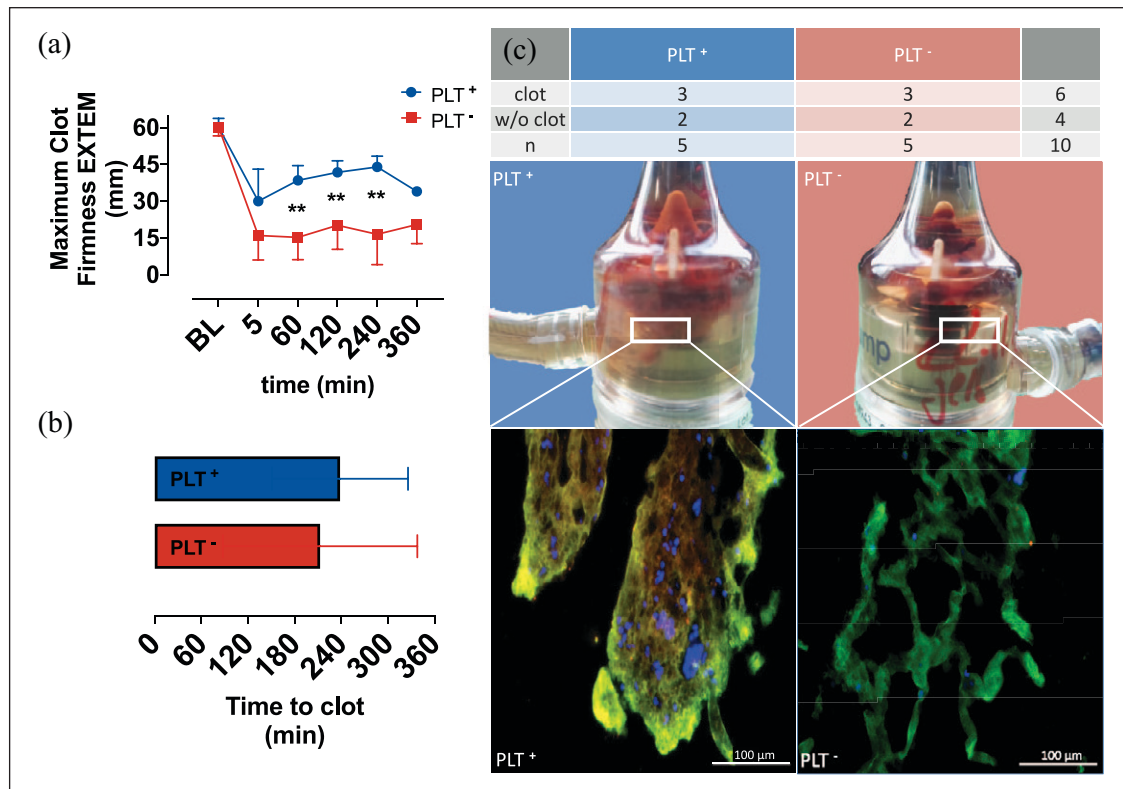 (a)
Maximum Clot
Firmness EXTEM
(mm)
60
45
30
15
0
PLT +
PLT -
**
**
**
BL
5
60
120
240
360
time (min)
(b)
PLT +
PLT -
0
60
120
180
240
300
360
Time to clot
(min)
(c)
PLT + PLT -
clot 3 3 6
w/o clot 2 2 4
n 5 5 10
PLT +
PLT -
mp
PLT +
100 µm
PLT -
100 µm